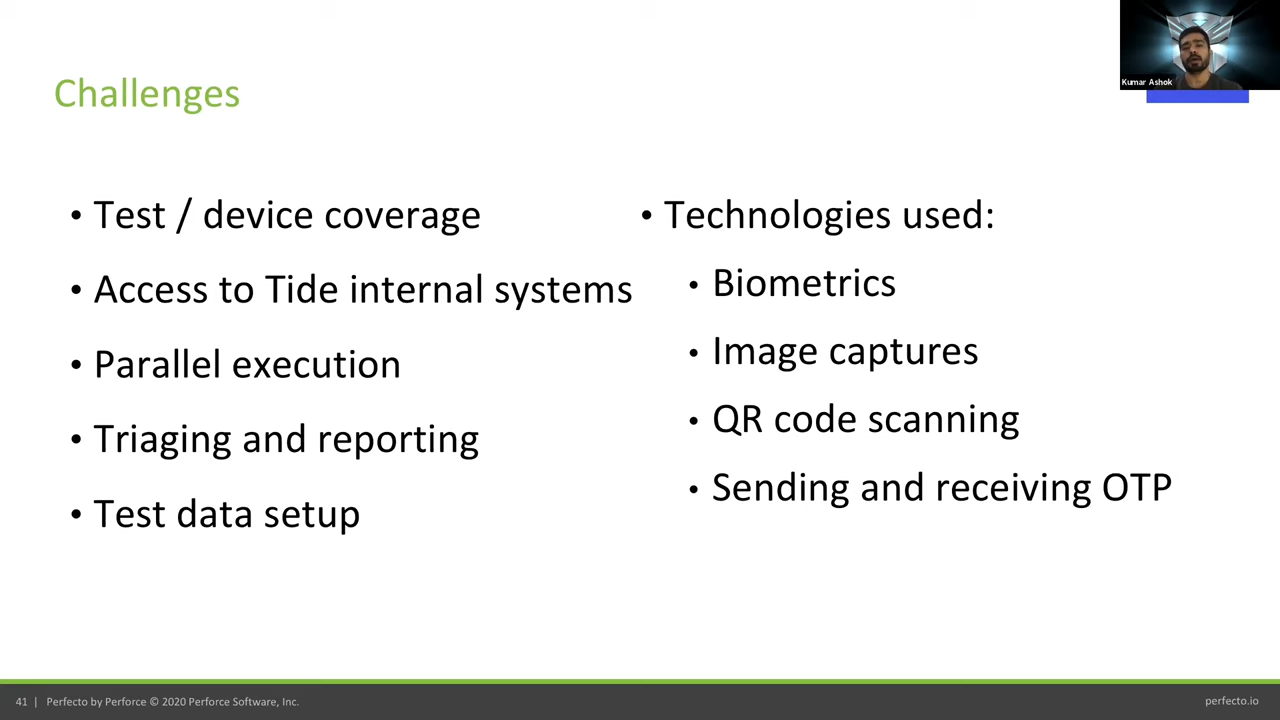 Kumar Ashok
Challenges
• Test / device coverage
• Access to Tide internal systems
• Parallel execution
• Triaging and reporting
• Test data setup
• Technologies used:
• Biometrics
• Image captures
• QR code scanning
• Sending and receiving OTP
41 | Perfecto by Perforce © 2020 Perforce Software, Inc.
perfecto.io